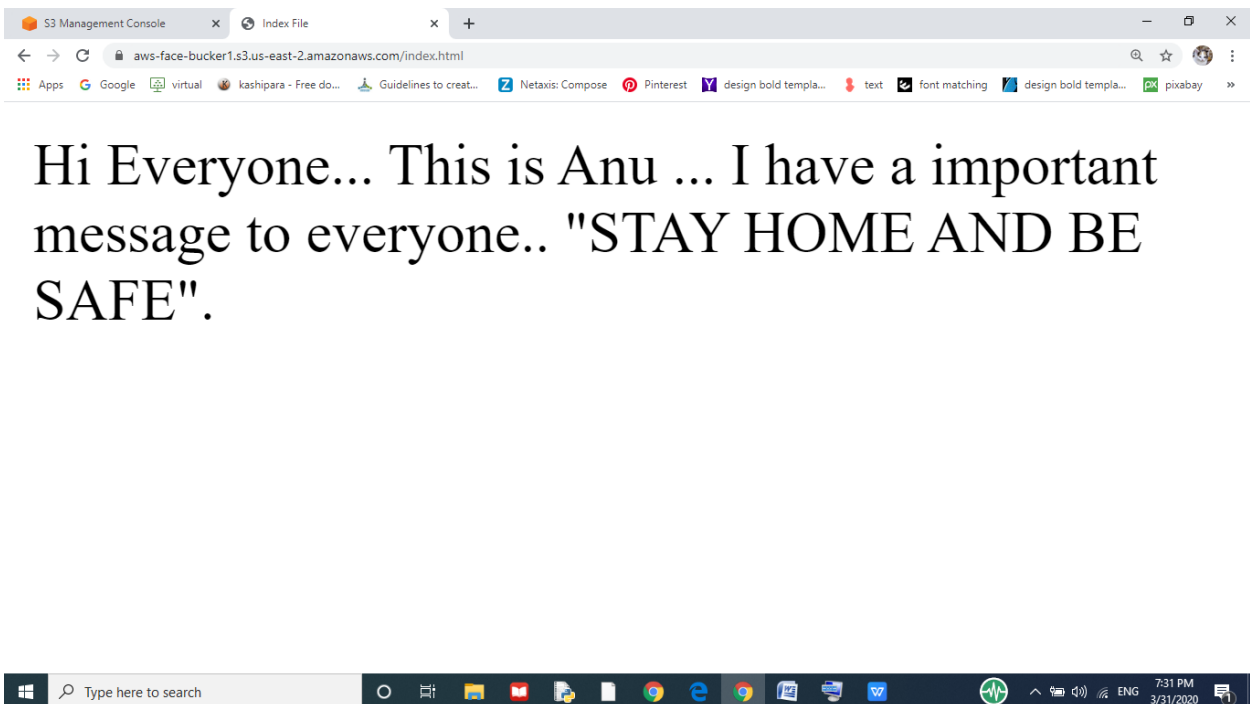 S3 Management Console
Index File
aws-face-bucker1.s3.us-east-2.amazonaws.com/index.html
Apps Google virtual kashipara - Free do... Guidelines to creat... Netaxis: Compose Pinterest design bold templa... text font matching design bold templa... pixabay »
Hi Everyone... This is Anu ... I have a important
message to everyone.. "STAY HOME AND BE
SAFE".
Type here to search
ENG
7:31 PM
3/31/2020